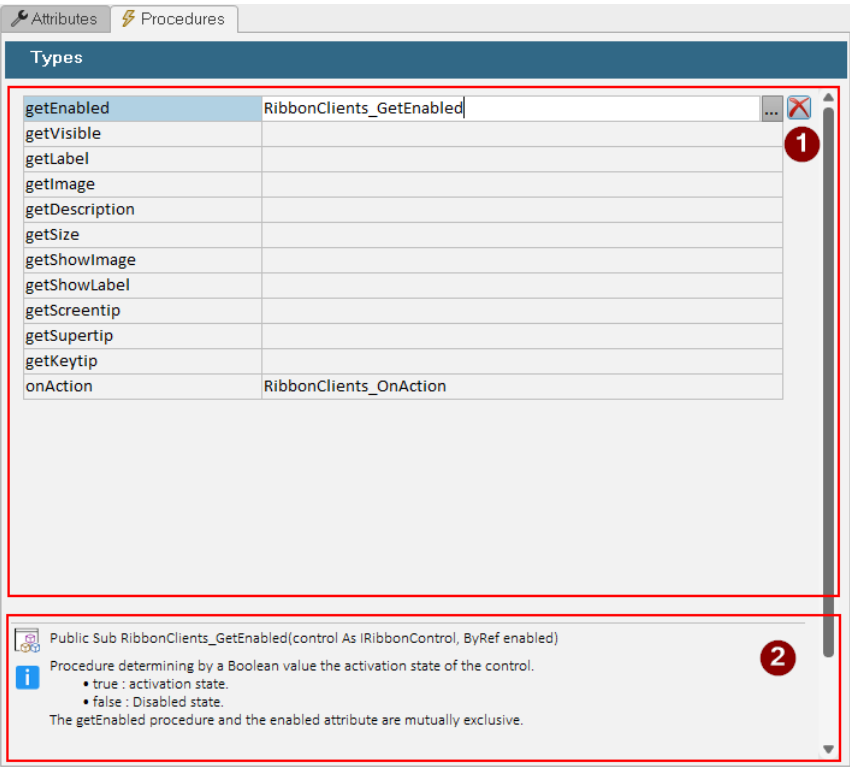 Attributes
Procedures
Types
getEnabled RibbonClients_GetEnabled ...
1
getVisible
getLabel
getImage
getDescription
getSize
getShowImage
getShowLabel
getScreentip
getSupertip
getKeytip
onAction RibbonClients_OnAction
Public Sub RibbonClients_GetEnabled(control As IRibbonControl, ByRef enabled)
2
i
Procedure determining by a Boolean value the activation state of the control.
• true : activation state.
• false : Disabled state.
The getEnabled procedure and the enabled attribute are mutually exclusive.